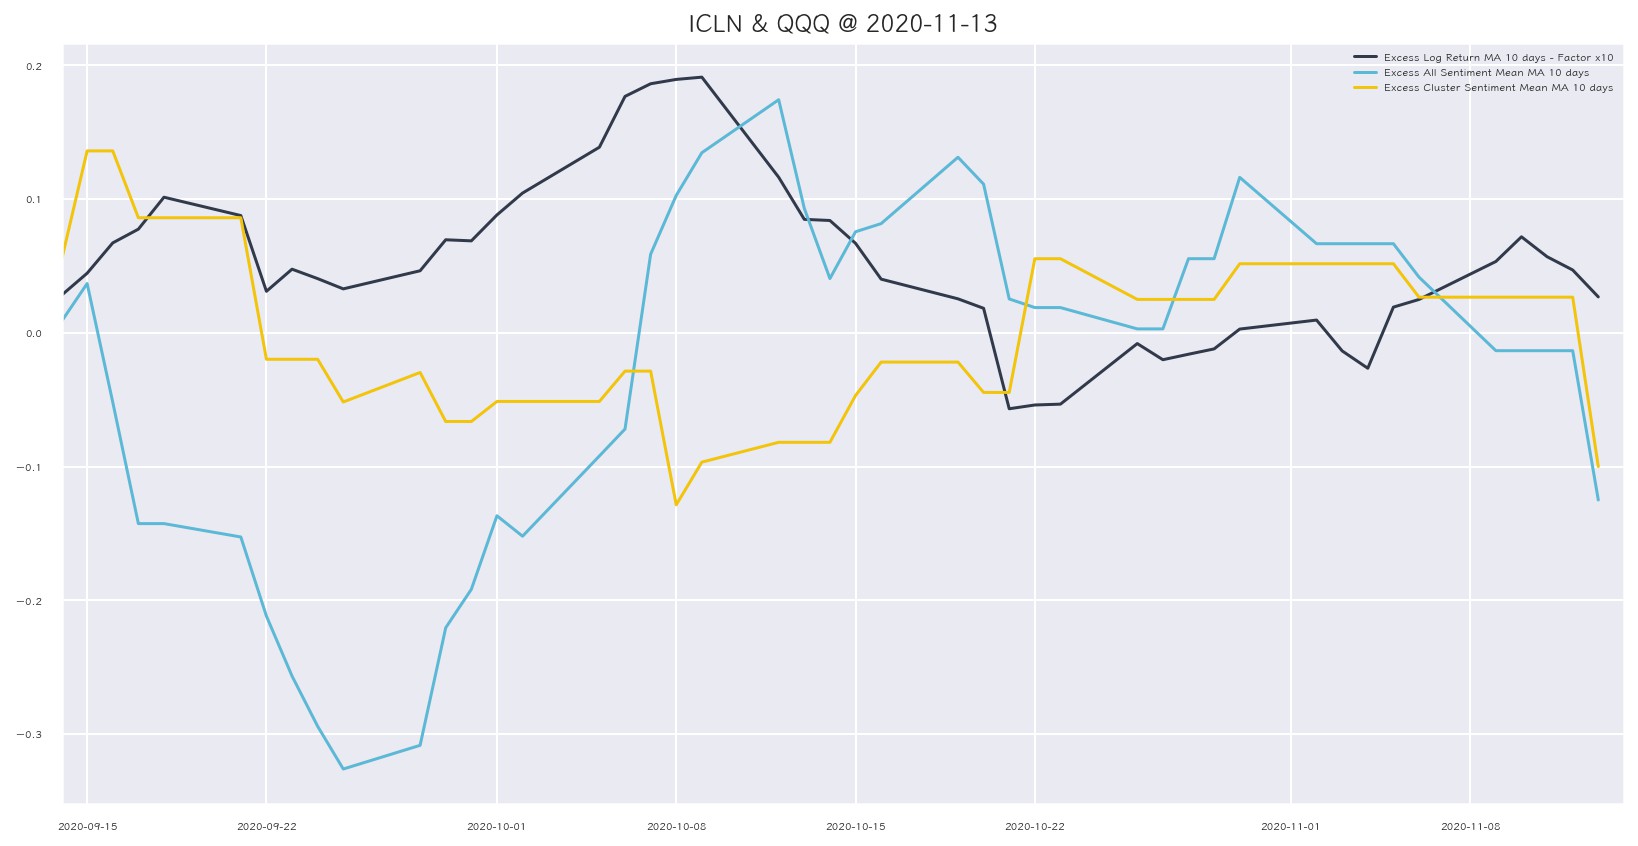 ICLN & QQQ @ 2020-11-13
Excess Log Return MA 10 days - Factor x10
Excess All Sentiment Mean MA 10 days
Excess Cluster Sentiment Mean MA 10 days
0.2
0.1
0.0
−0.1
−0.2
−0.3
2020-09-15 2020-09-22 2020-10-01 2020-10-08 2020-10-15 2020-10-22 2020-11-01 2020-11-08